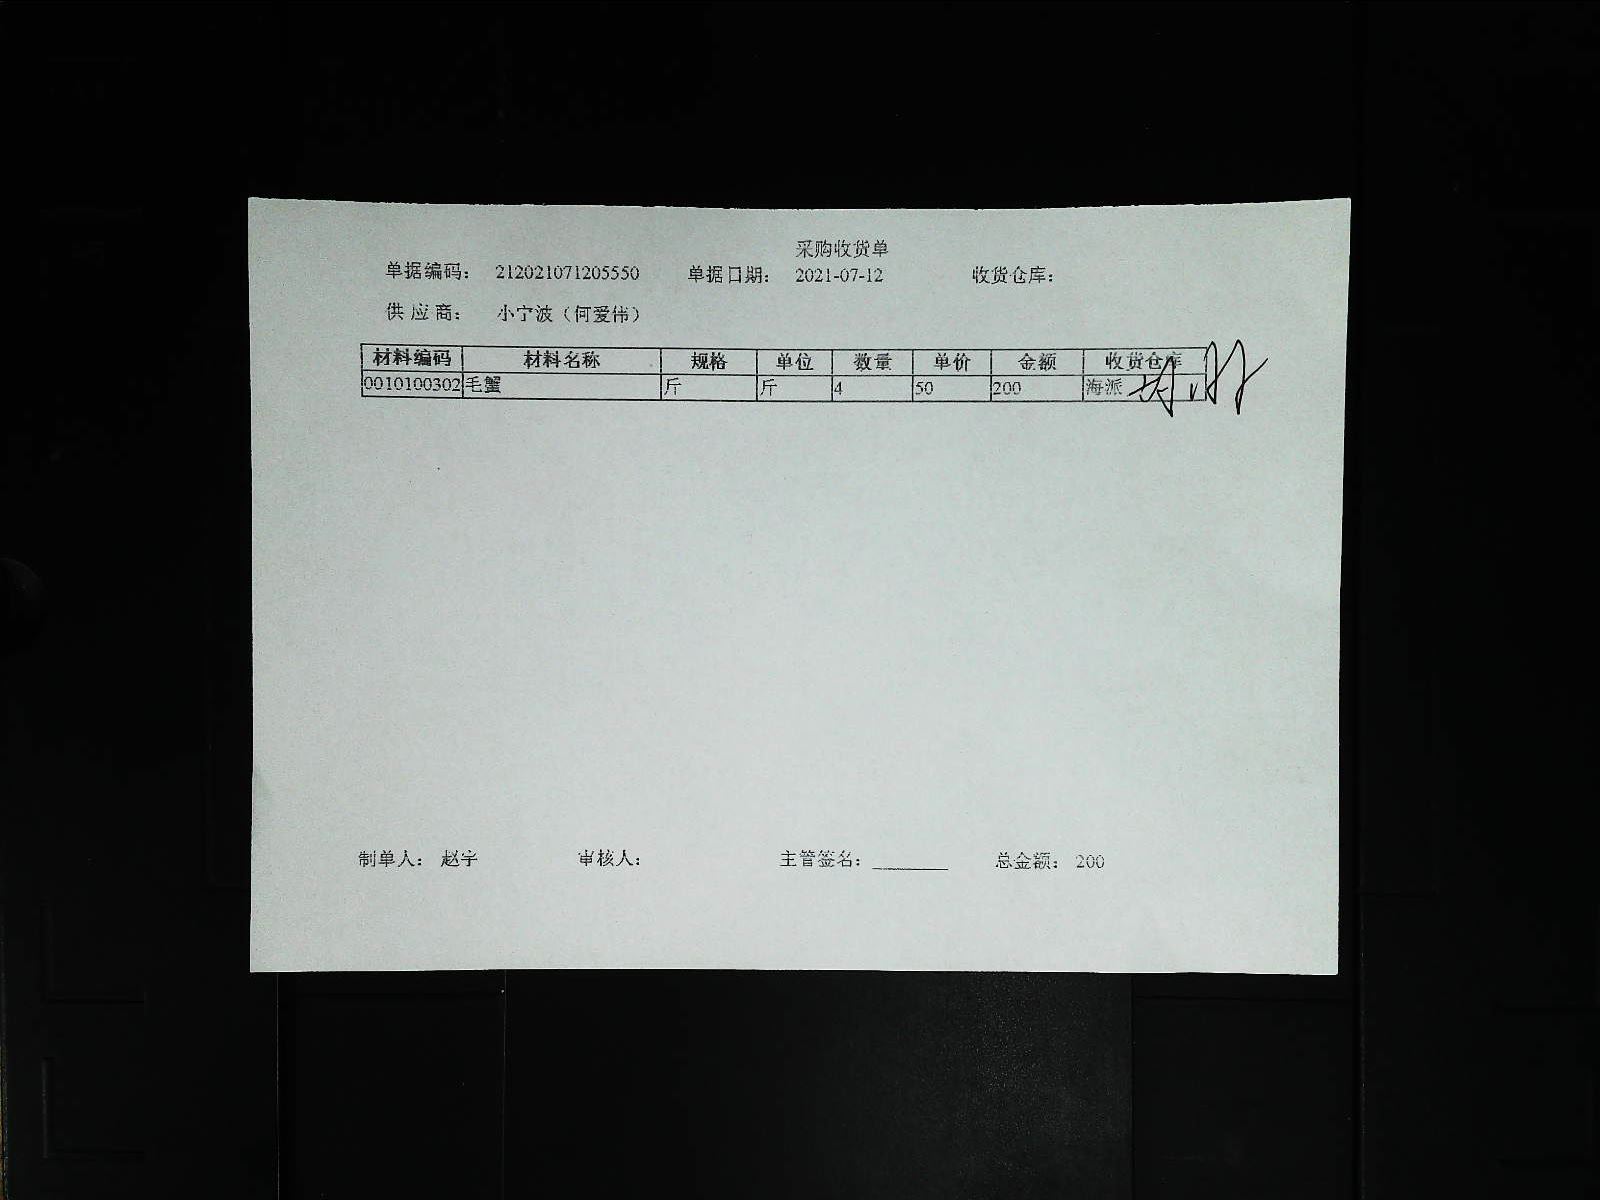 采购收货单
单据编码： 212021071205550 单据日期： 2021-07-12 收货仓库：
供 应 商： 小宁波（何爱伟）
材料编码 材料名称 规格 单位 数量 单价 金额 收货仓库
0010100302 毛蟹 斤 斤 4 50 200 海派
制单人： 赵宇 审核人： 主管签名： 总金额： 200